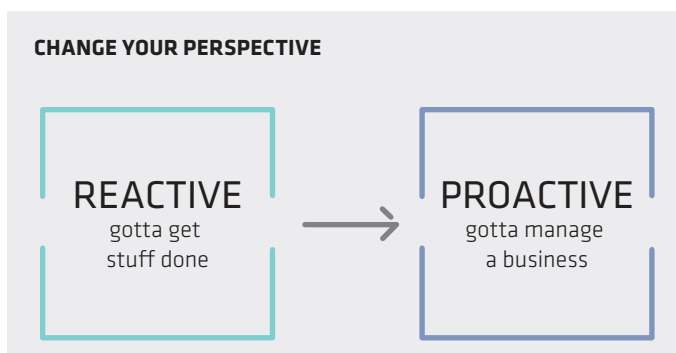 CHANGE YOUR PERSPECTIVE
REACTIVE
gotta get
stuff done
PROACTIVE
gotta manage
a business